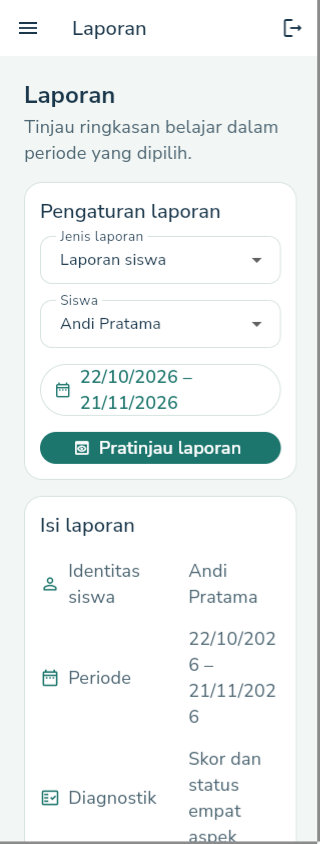 Laporan
Laporan
Tinjau ringkasan belajar dalam
periode yang dipilih.
Pengaturan laporan
Jenis laporan
Laporan siswa
Siswa
Andi Pratama
22/10/2026 –
21/11/2026
Pratinjau laporan
Isi laporan
Identitas
siswa
Andi
Pratama
Periode
22/10/202
6 –
21/11/202
6
Diagnostik
Skor dan
status
empat
aspek